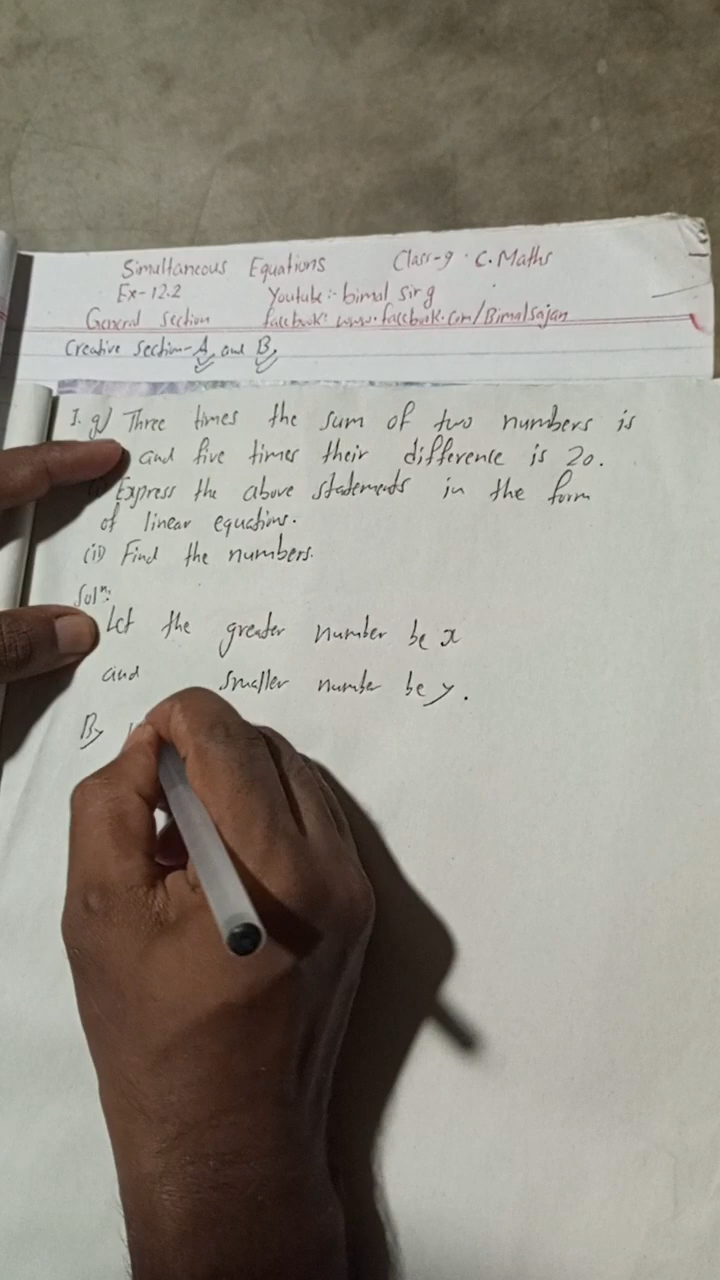 Simultaneous Equations Class-9 C. Maths
Ex-12.2 Youtube:- bimal sir g
General section facebook: www.facebook.com/Bimalsajan
Creative section-A and B
1. g) Three times the sum of two numbers is
and five times their difference is 20.
Express the above statements in the form
of linear equations.
(ii) Find the numbers.
Solⁿ:
Let the greater number be x
and smaller number be y.
By